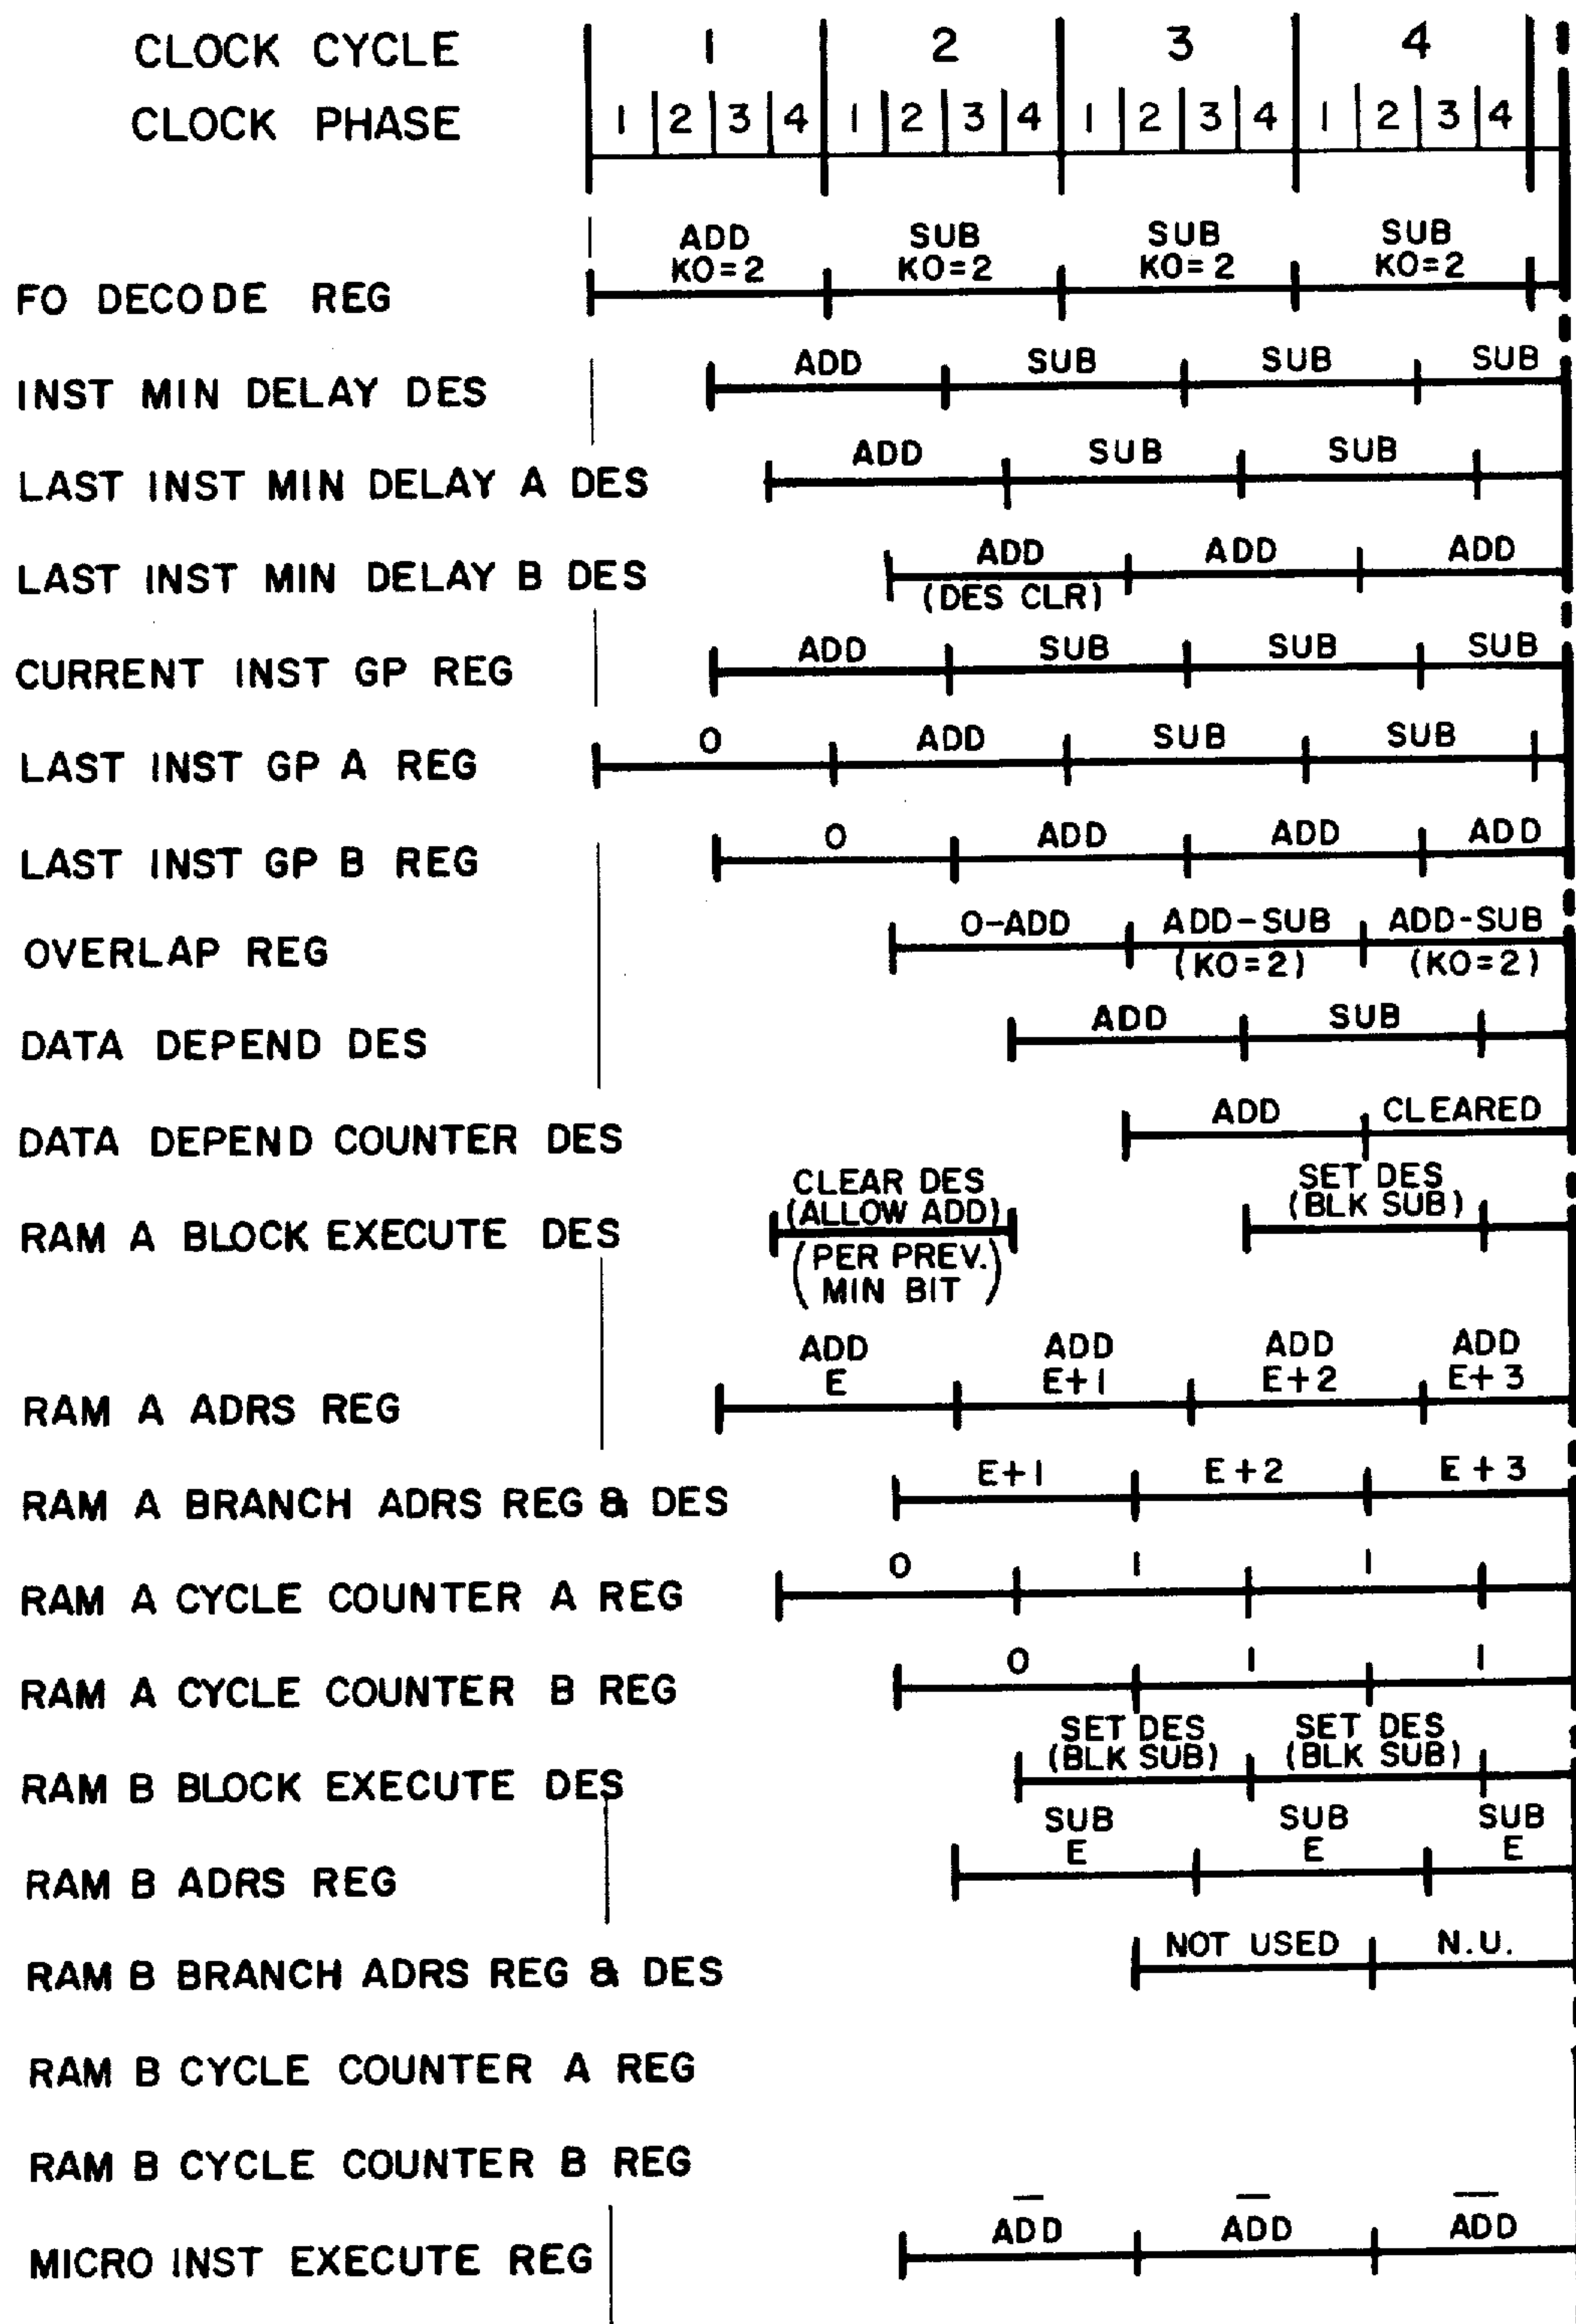 CLOCK CYCLE 1 2 3 4
CLOCK PHASE 1 2 3 4 1 2 3 4 1 2 3 4 1 2 3 4
ADD SUB SUB SUB
KO=2 KO=2 KO=2 KO=2
FO DECODE REG
ADD SUB SUB SUB
INST MIN DELAY DES
ADD SUB SUB
LAST INST MIN DELAY A DES
ADD ADD ADD
LAST INST MIN DELAY B DES
(DES CLR)
ADD SUB SUB SUB
CURRENT INST GP REG
O ADD SUB SUB
LAST INST GP A REG
O ADD ADD ADD
LAST INST GP B REG
O-ADD ADD-SUB ADD-SUB
OVERLAP REG
(KO=2) (KO=2)
ADD SUB
DATA DEPEND DES
ADD CLEARED
DATA DEPEND COUNTER DES
CLEAR DES SET DES
(ALLOW ADD) (BLK SUB)
RAM A BLOCK EXECUTE DES
(PER PREV.
MIN BIT)
ADD ADD ADD ADD
E E+1 E+2 E+3
RAM A ADRS REG
E+1 E+2 E+3
RAM A BRANCH ADRS REG & DES
O 1 1
RAM A CYCLE COUNTER A REG
O 1 1
RAM A CYCLE COUNTER B REG
SET DES SET DES
(BLK SUB) (BLK SUB)
RAM B BLOCK EXECUTE DES
SUB SUB SUB
E E E
RAM B ADRS REG
NOT USED N.U.
RAM B BRANCH ADRS REG & DES
RAM B CYCLE COUNTER A REG
RAM B CYCLE COUNTER B REG
— — —
ADD ADD ADD
MICRO INST EXECUTE REG